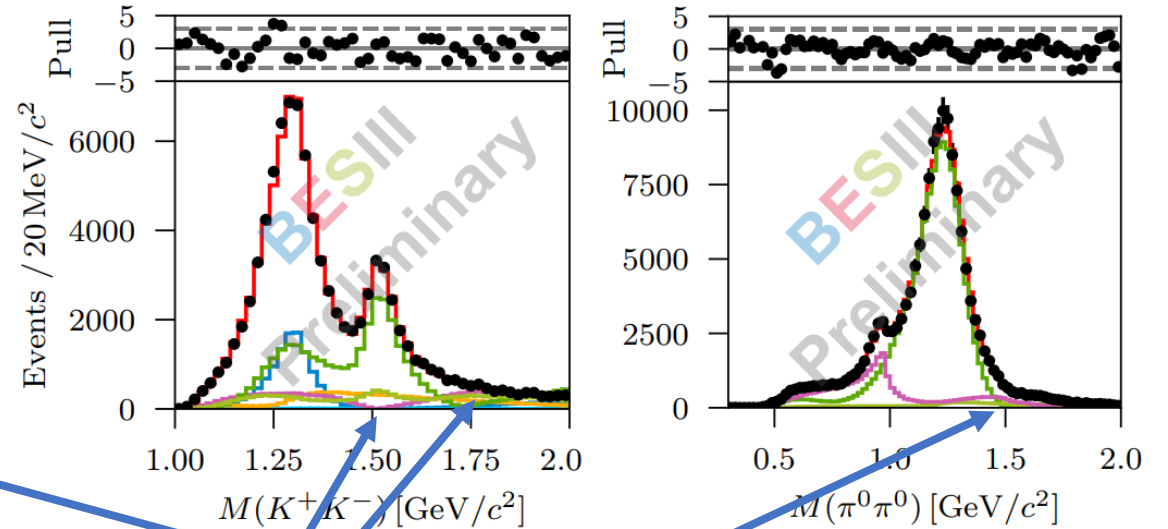 5
0
−5
Pull
6000
4000
2000
0
Events / 20 MeV/c²
BESIII
Preliminary
1.00 1.25 1.50 1.75 2.0
M(K⁺K⁻) [GeV/c²]
5
0
−5
Pull
10000
7500
5000
2500
0
BESIII
Preliminary
0.5 1.0 1.5 2.0
M(π⁰π⁰) [GeV/c²]